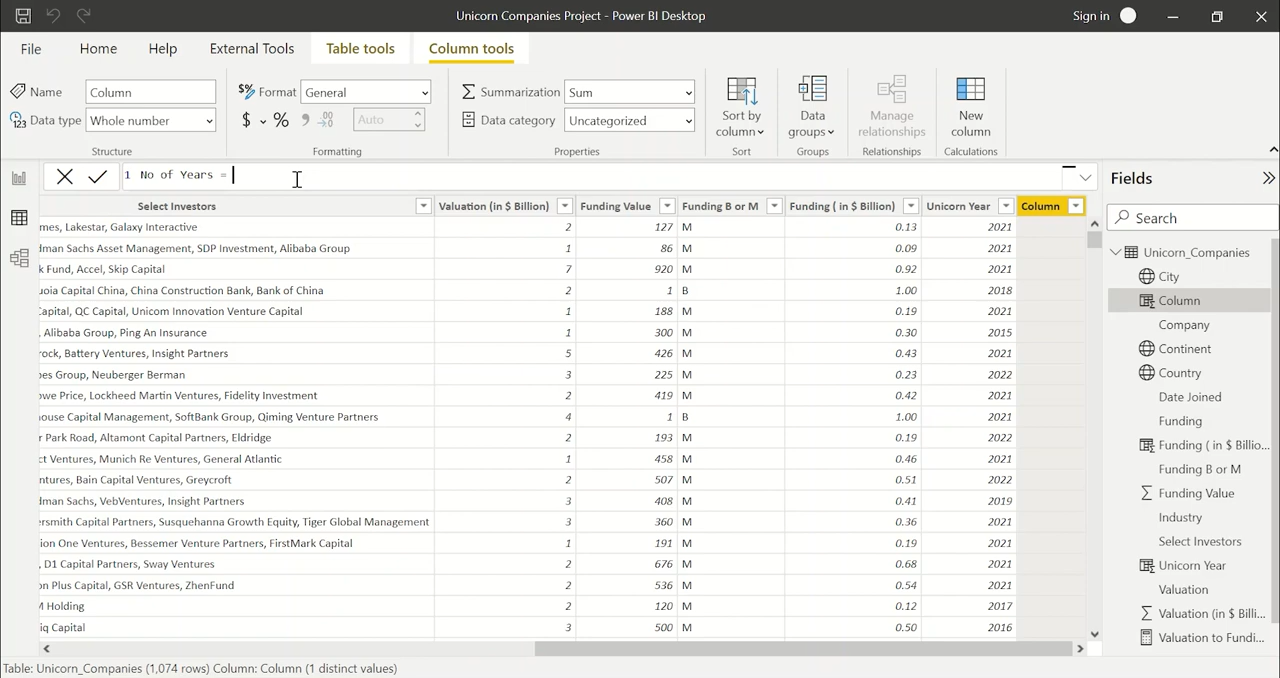 Unicorn Companies Project - Power BI Desktop
Sign in
File
Home
Help
External Tools
Table tools
Column tools
Name
Column
Data type
Whole number
Structure
Format
General
$
%
Auto
Formatting
Summarization
Sum
Data category
Uncategorized
Properties
Sort by
column
Sort
Data
groups
Groups
Manage
relationships
Relationships
New
column
Calculations
1 No of Years =
Select Investors
Valuation (in $ Billion)
Funding Value
Funding B or M
Funding ( in $ Billion)
Unicorn Year
Column
mes, Lakestar, Galaxy Interactive 2 127 M 0.13 2021
dman Sachs Asset Management, SDP Investment, Alibaba Group 1 86 M 0.09 2021
k Fund, Accel, Skip Capital 7 920 M 0.92 2021
uoia Capital China, China Construction Bank, Bank of China 2 1 B 1.00 2018
Capital, QC Capital, Unicom Innovation Venture Capital 1 188 M 0.19 2021
, Alibaba Group, Ping An Insurance 1 300 M 0.30 2015
rock, Battery Ventures, Insight Partners 5 426 M 0.43 2021
es Group, Neuberger Berman 3 225 M 0.23 2022
owe Price, Lockheed Martin Ventures, Fidelity Investment 2 419 M 0.42 2021
house Capital Management, SoftBank Group, Qiming Venture Partners 4 1 B 1.00 2021
r Park Road, Altamont Capital Partners, Eldridge 2 193 M 0.19 2022
ct Ventures, Munich Re Ventures, General Atlantic 1 458 M 0.46 2021
entures, Bain Capital Ventures, Greycroft 2 507 M 0.51 2022
dman Sachs, VebVentures, Insight Partners 3 408 M 0.41 2019
ersmith Capital Partners, Susquehanna Growth Equity, Tiger Global Management 3 360 M 0.36 2021
ion One Ventures, Bessemer Venture Partners, FirstMark Capital 1 191 M 0.19 2021
, D1 Capital Partners, Sway Ventures 2 676 M 0.68 2021
on Plus Capital, GSR Ventures, ZhenFund 2 536 M 0.54 2021
M Holding 2 120 M 0.12 2017
iq Capital 3 500 M 0.50 2016
Fields
Search
Unicorn_Companies
City
Column
Company
Continent
Country
Date Joined
Funding
Funding ( in $ Billio...
Funding B or M
Funding Value
Industry
Select Investors
Unicorn Year
Valuation
Valuation (in $ Billi...
Valuation to Fundi...
Table: Unicorn_Companies (1,074 rows) Column: Column (1 distinct values)